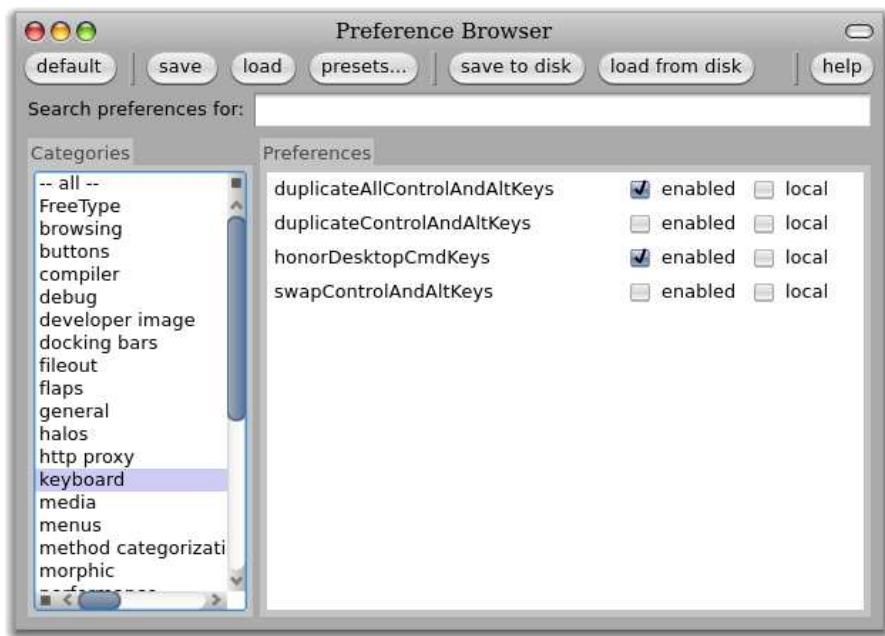 Preference Browser
default save load presets... save to disk load from disk help
Search preferences for:
Categories
-- all --
FreeType
browsing
buttons
compiler
debug
developer image
docking bars
fileout
flaps
general
halos
http proxy
keyboard
media
menus
method categorizati
morphic
performance
Preferences
duplicateAllControlAndAltKeys enabled local
duplicateControlAndAltKeys enabled local
honorDesktopCmdKeys enabled local
swapControlAndAltKeys enabled local